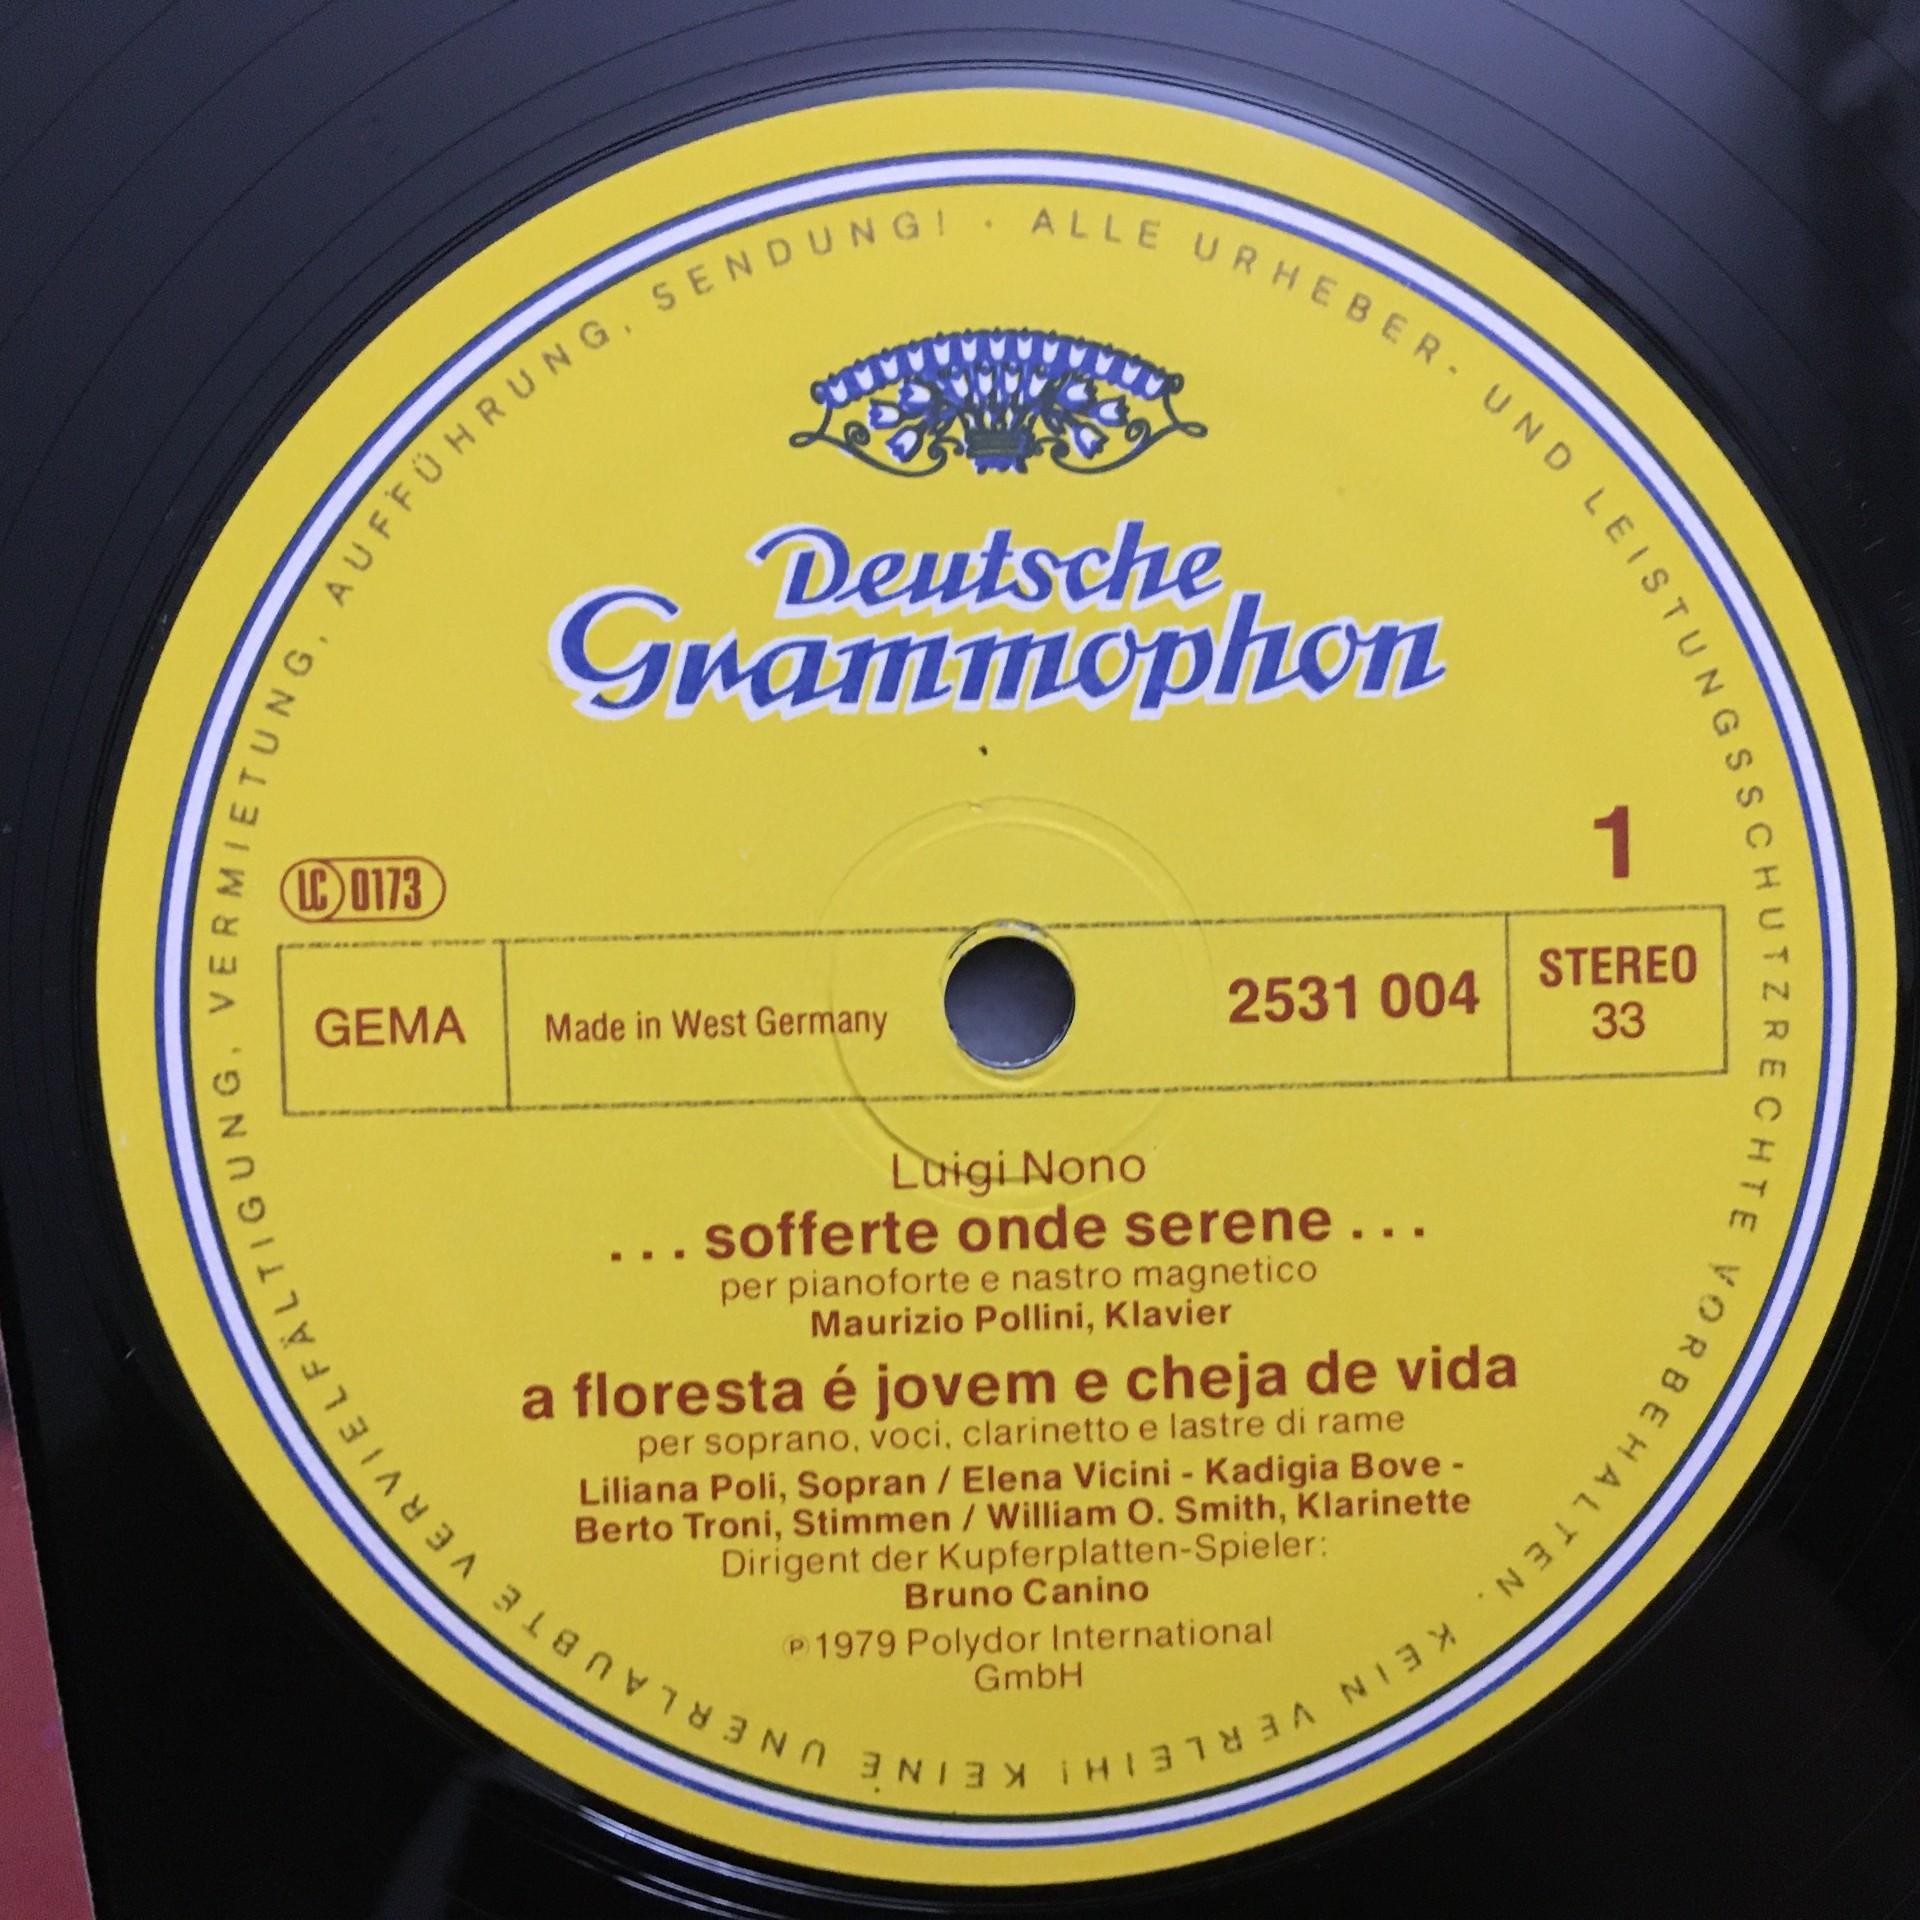 ALLE URHEBER- UND LEISTUNGSSCHUTZRECHTE VORBEHALTEN · KEIN VERLEIH! KEINE UNERLAUBTE VERVIELFÄLTIGUNG, VERMIETUNG, AUFFÜHRUNG, SENDUNG! ·
Deutsche
Grammophon
1
LC 0173
GEMA
Made in West Germany
2531 004
STEREO
33
Luigi Nono
. . . sofferte onde serene . . .
per pianoforte e nastro magnetico
Maurizio Pollini, Klavier
a floresta é jovem e cheja de vida
per soprano, voci, clarinetto e lastre di rame
Liliana Poli, Sopran / Elena Vicini - Kadigia Bove -
Berto Troni, Stimmen / William O. Smith, Klarinette
Dirigent der Kupferplatten-Spieler:
Bruno Canino
℗ 1979 Polydor International
GmbH